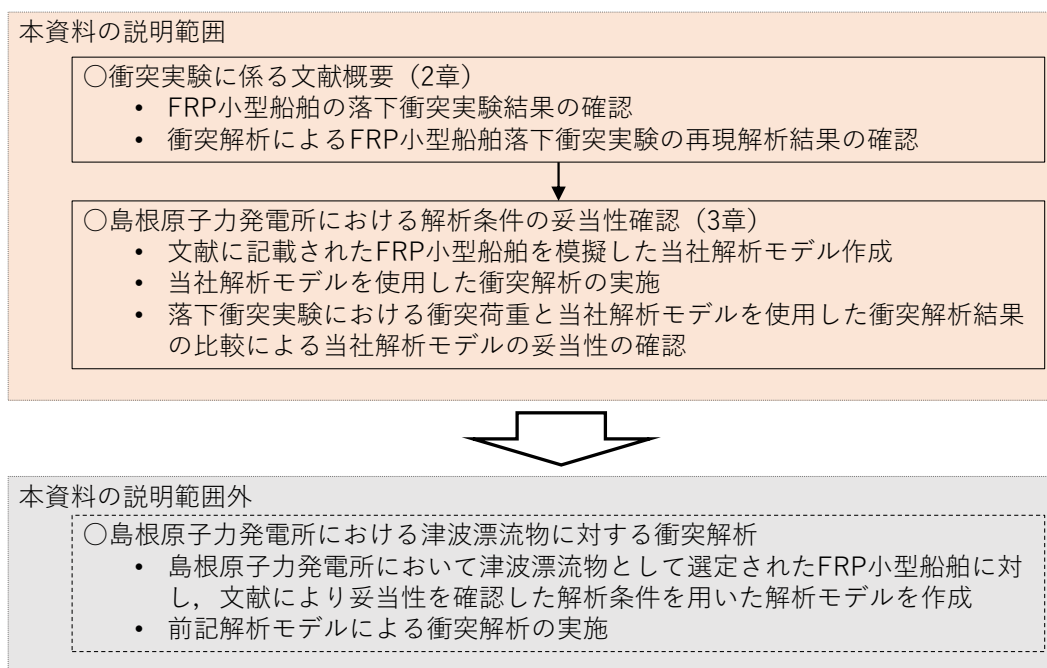 本資料の説明範囲
○衝突実験に係る文献概要（2章）
• FRP小型船舶の落下衝突実験結果の確認
• 衝突解析によるFRP小型船舶落下衝突実験の再現解析結果の確認
○島根原子力発電所における解析条件の妥当性確認（3章）
• 文献に記載されたFRP小型船舶を模擬した当社解析モデル作成
• 当社解析モデルを使用した衝突解析の実施
• 落下衝突実験における衝突荷重と当社解析モデルを使用した衝突解析結果
の比較による当社解析モデルの妥当性の確認
本資料の説明範囲外
○島根原子力発電所における津波漂流物に対する衝突解析
• 島根原子力発電所において津波漂流物として選定されたFRP小型船舶に対
し，文献により妥当性を確認した解析条件を用いた解析モデルを作成
• 前記解析モデルによる衝突解析の実施